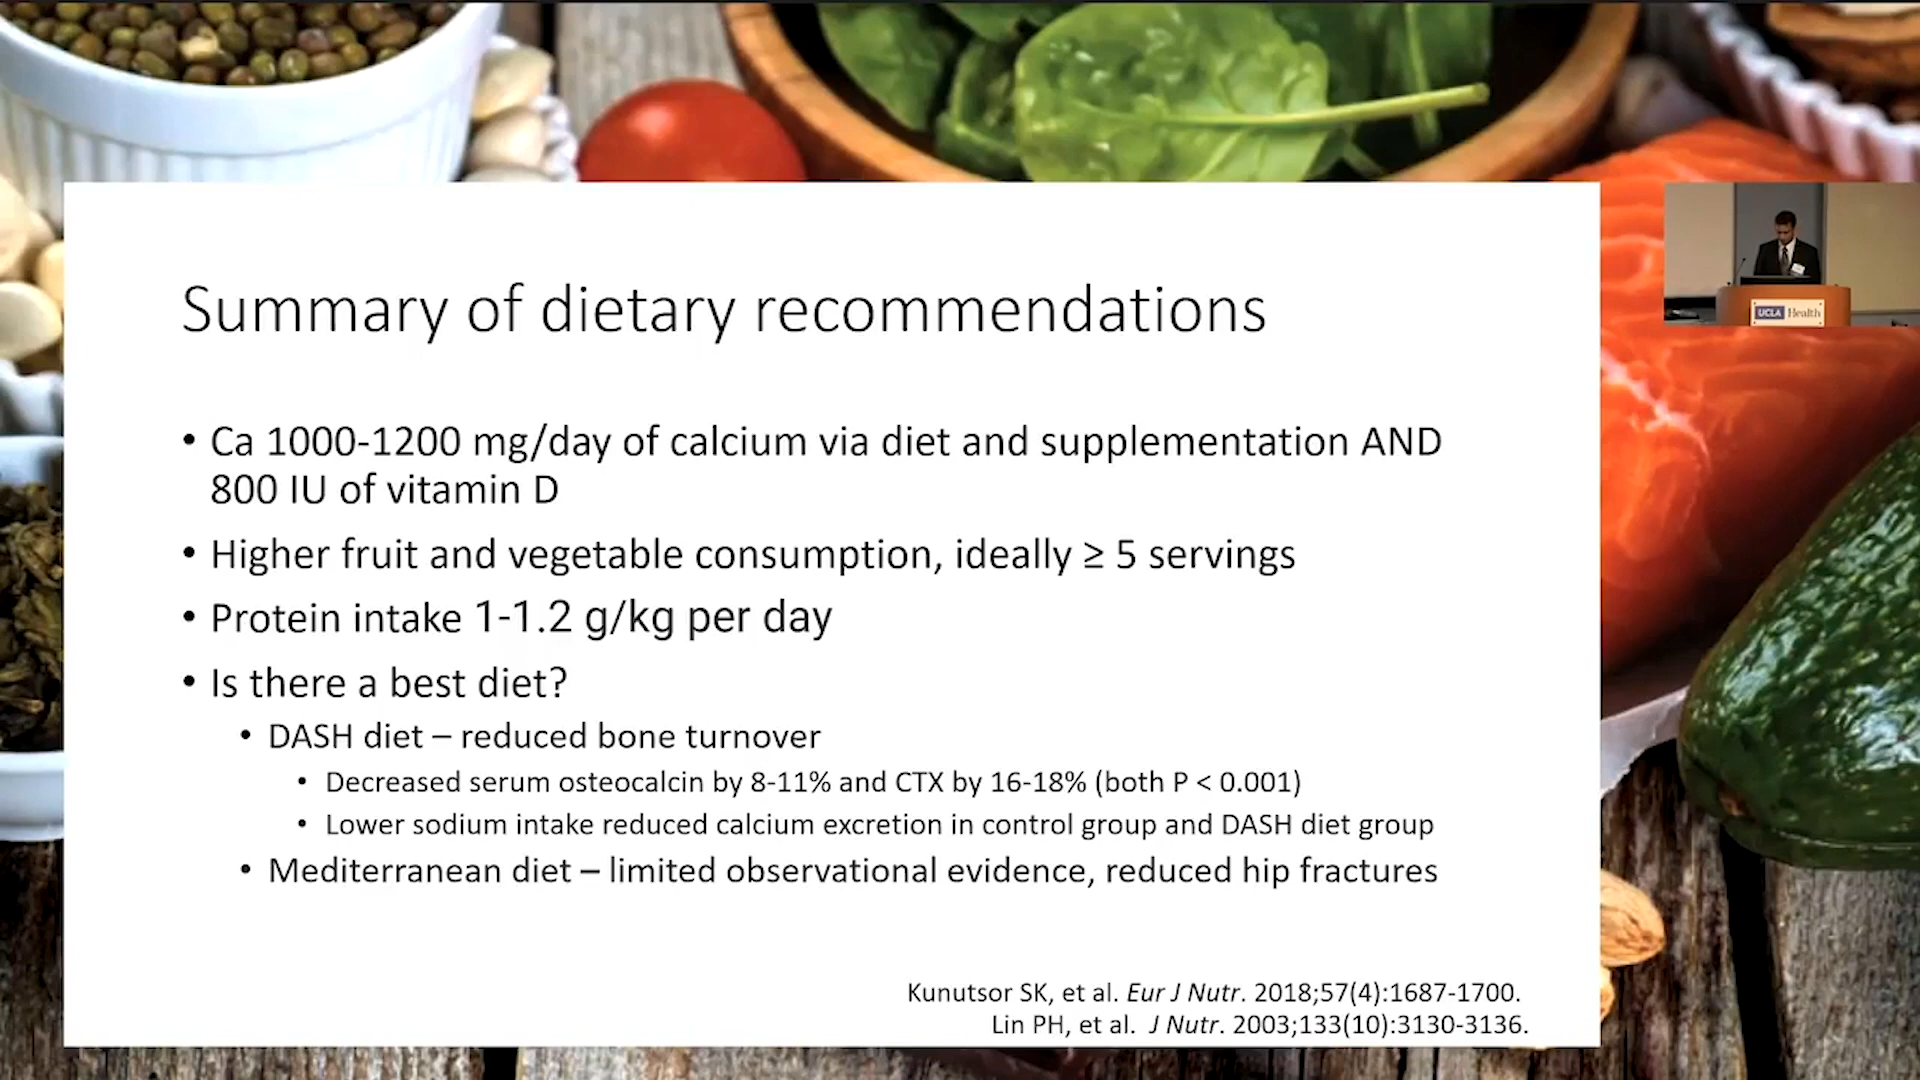 Summary of dietary recommendations
• Ca 1000-1200 mg/day of calcium via diet and supplementation AND
800 IU of vitamin D
• Higher fruit and vegetable consumption, ideally ≥ 5 servings
• Protein intake 1-1.2 g/kg per day
• Is there a best diet?
• DASH diet – reduced bone turnover
• Decreased serum osteocalcin by 8-11% and CTX by 16-18% (both P < 0.001)
• Lower sodium intake reduced calcium excretion in control group and DASH diet group
• Mediterranean diet – limited observational evidence, reduced hip fractures
Kunutsor SK, et al. Eur J Nutr. 2018;57(4):1687-1700.
Lin PH, et al. J Nutr. 2003;133(10):3130-3136.
UCLA Health